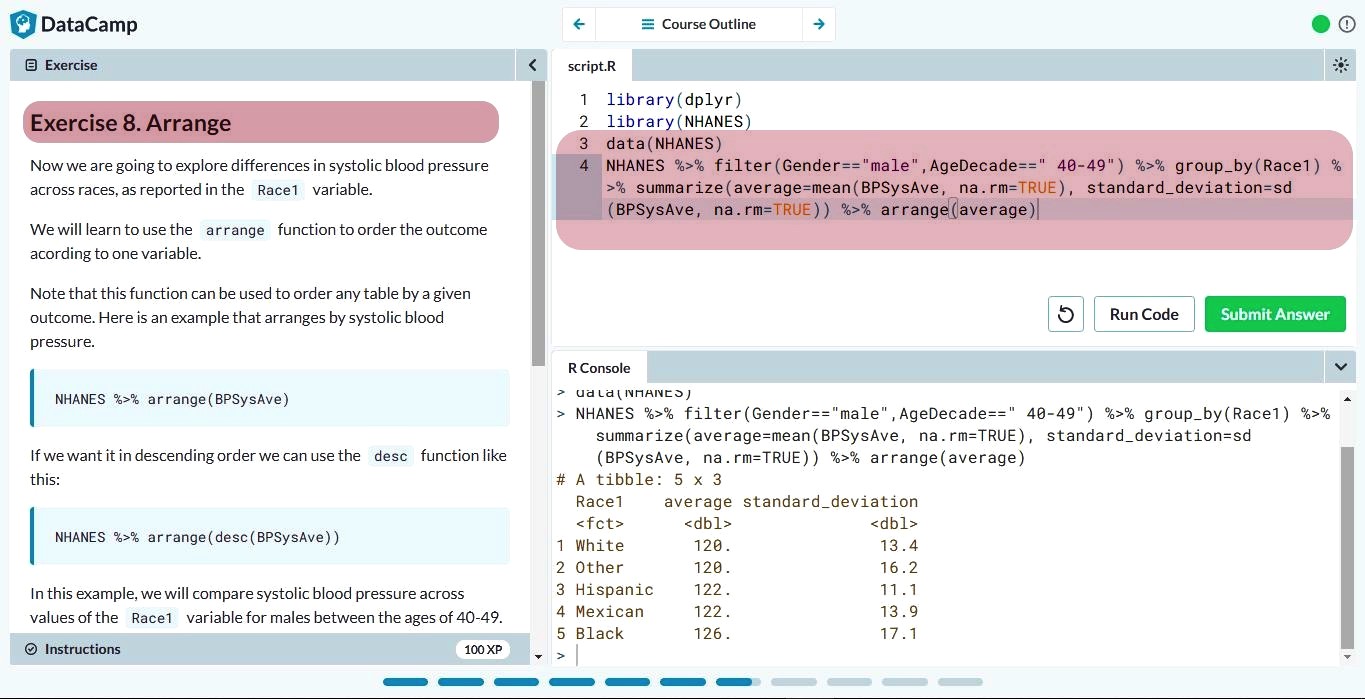 DataCamp
Course Outline
Exercise
Exercise 8. Arrange
Now we are going to explore differences in systolic blood pressure
across races, as reported in the Race1 variable.
We will learn to use the arrange function to order the outcome
acording to one variable.
Note that this function can be used to order any table by a given
outcome. Here is an example that arranges by systolic blood
pressure.
NHANES %>% arrange(BPSysAve)
If we want it in descending order we can use the desc function like
this:
NHANES %>% arrange(desc(BPSysAve))
In this example, we will compare systolic blood pressure across
values of the Race1 variable for males between the ages of 40-49.
Instructions 100 XP
script.R
1 library(dplyr)
2 library(NHANES)
3 data(NHANES)
4 NHANES %>% filter(Gender=="male",AgeDecade==" 40-49") %>% group_by(Race1) %
>% summarize(average=mean(BPSysAve, na.rm=TRUE), standard_deviation=sd
(BPSysAve, na.rm=TRUE)) %>% arrange(average)
Run Code Submit Answer
R Console
> data(NHANES)
> NHANES %>% filter(Gender=="male",AgeDecade==" 40-49") %>% group_by(Race1) %>%
summarize(average=mean(BPSysAve, na.rm=TRUE), standard_deviation=sd
(BPSysAve, na.rm=TRUE)) %>% arrange(average)
# A tibble: 5 x 3
Race1 average standard_deviation
<fct> <dbl> <dbl>
1 White 120. 13.4
2 Other 120. 16.2
3 Hispanic 122. 11.1
4 Mexican 122. 13.9
5 Black 126. 17.1
>